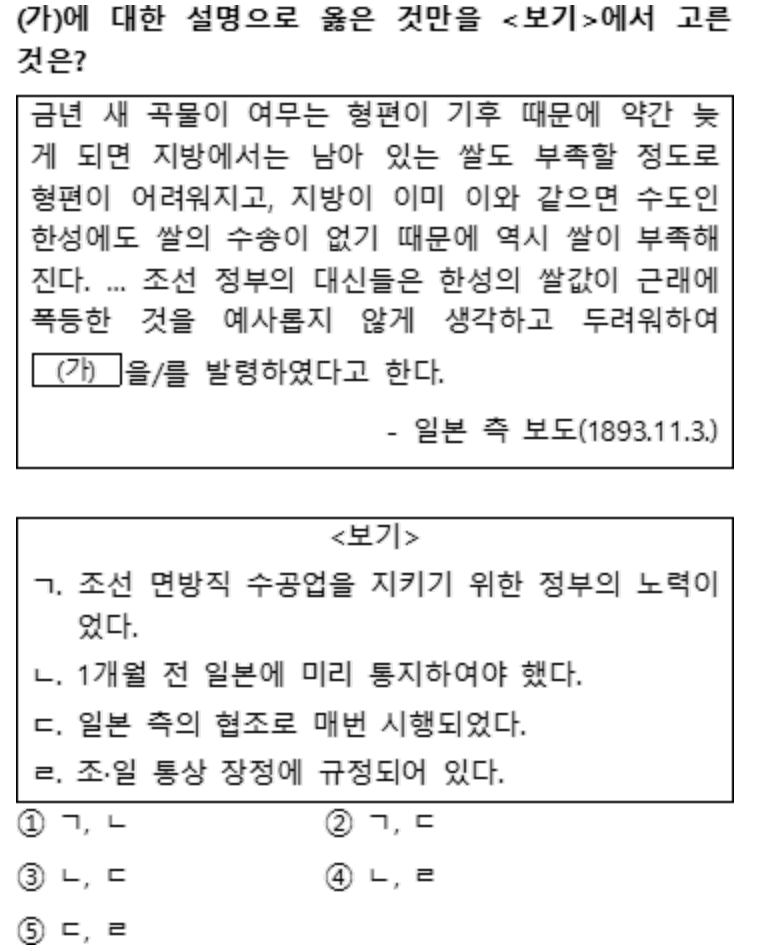 (가)에 대한 설명으로 옳은 것만을 <보기>에서 고른
것은?
금년 새 곡물이 여무는 형편이 기후 때문에 약간 늦
게 되면 지방에서는 남아 있는 쌀도 부족할 정도로
형편이 어려워지고, 지방이 이미 이와 같으면 수도인
한성에도 쌀의 수송이 없기 때문에 역시 쌀이 부족해
진다. ... 조선 정부의 대신들은 한성의 쌀값이 근래에
폭등한 것을 예사롭지 않게 생각하고 두려워하여
(가) 을/를 발령하였다고 한다.
- 일본 측 보도(1893.11.3.)
<보기>
ㄱ. 조선 면방직 수공업을 지키기 위한 정부의 노력이
었다.
ㄴ. 1개월 전 일본에 미리 통지하여야 했다.
ㄷ. 일본 측의 협조로 매번 시행되었다.
ㄹ. 조·일 통상 장정에 규정되어 있다.
① ㄱ, ㄴ ② ㄱ, ㄷ
③ ㄴ, ㄷ ④ ㄴ, ㄹ
⑤ ㄷ, ㄹ